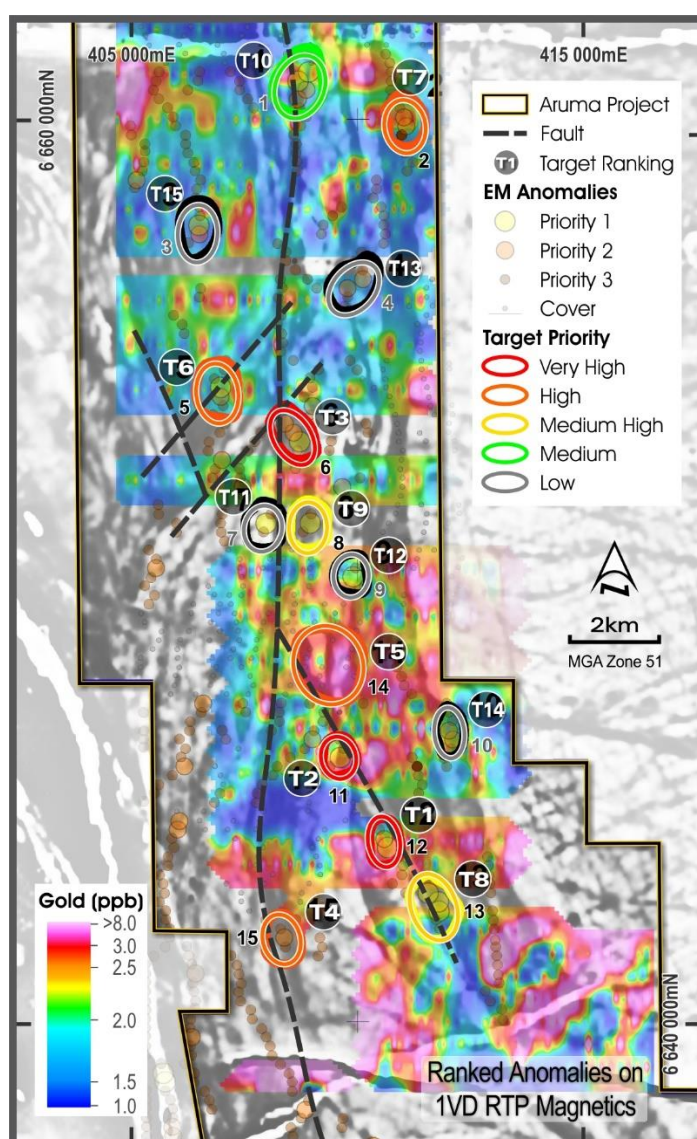 405 000mE
415 000mE
6 660 000mN
6 640 000mN
Aruma Project
Fault
T1 Target Ranking
EM Anomalies
Priority 1
Priority 2
Priority 3
Cover
Target Priority
Very High
High
Medium High
Medium
Low
T10
1
T7
2
T15
3
T13
4
T6
5
T3
6
T11
7
T9
8
T12
9
T5
14
T14
10
T2
11
T1
12
T8
13
T4
15
N
2km
MGA Zone 51
Gold (ppb)
>8.0
3.0
2.5
2.0
1.5
1.0
Ranked Anomalies on
1VD RTP Magnetics